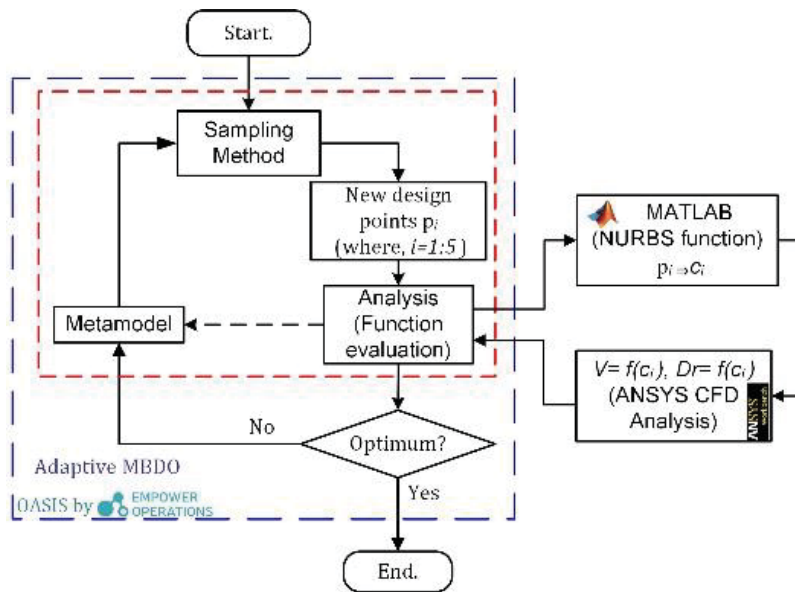 Start.
Sampling
Method
New design
points pᵢ
(where, i=1:5)
MATLAB
(NURBS function)
pᵢ⇒cᵢ
Metamodel
Analysis
(Function
evaluation)
V= f(cᵢ), Dr= f(cᵢ)
(ANSYS CFD
Analysis)
ANSYS
No
Optimum?
Adaptive MBDO
Yes
OASIS by EMPOWER
OPERATIONS
End.